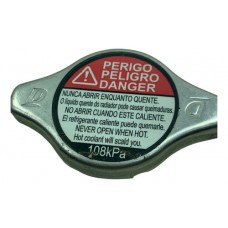 PERIGO
PELIGRO
DANGER
NUNCA ABRIR ENQUANTO QUENTE.
O líquido quente do radiador pode causar queimaduras.
NO ABRIR CUANDO ESTE CALIENTE.
El refrigerante caliente puede quemarle.
NEVER OPEN WHEN HOT.
Hot coolant will scald you.
108kPa